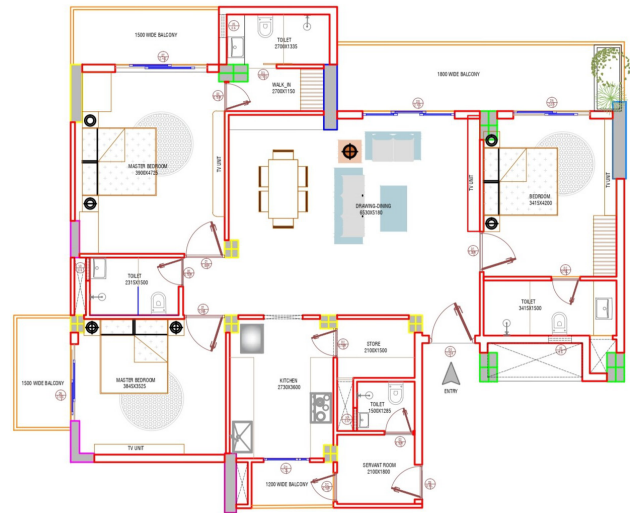 1500 WIDE BALCONY
TOILET
2700X1335
WALK_IN
2700X1150
1800 WIDE BALCONY
MASTER BEDROOM
3900X4725
TV UNIT
DRAWING-DINING
6530X5180
TV UNIT
BEDROOM
3415X4200
TV UNIT
TOILET
2315X1500
TOILET
3415X1500
1500 WIDE BALCONY
MASTER BEDROOM
3845X3525
TV UNIT
KITCHEN
2730X3600
STORE
2100X1500
TOILET
1500X1285
ENTRY
SERVANT ROOM
2100X1800
1200 WIDE BALCONY